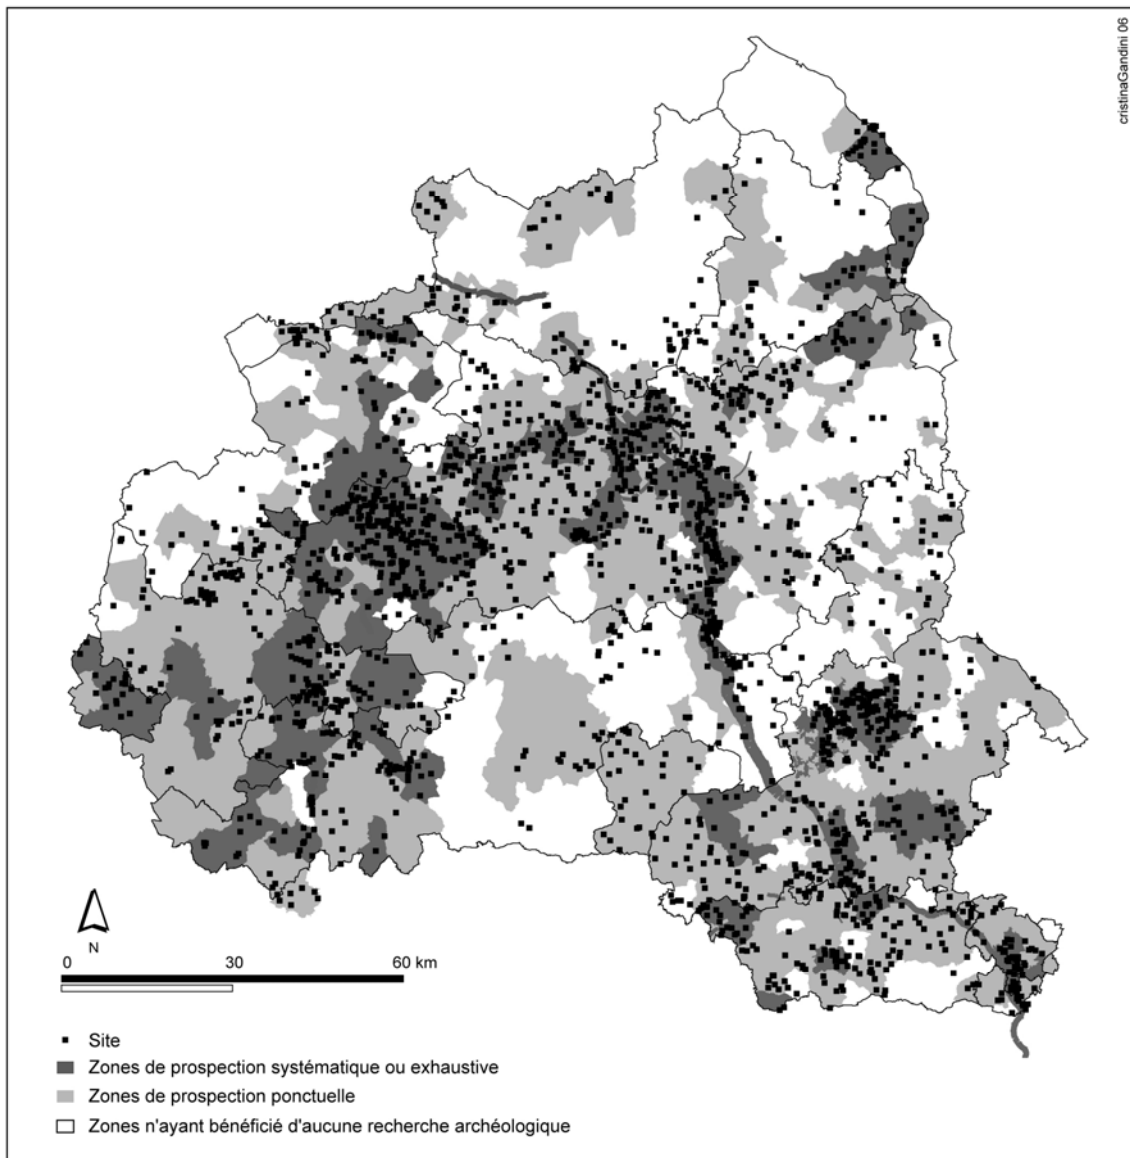 cristinaGandini 06
N
0 30 60 km
Site
Zones de prospection systématique ou exhaustive
Zones de prospection ponctuelle
Zones n'ayant bénéficié d'aucune recherche archéologique